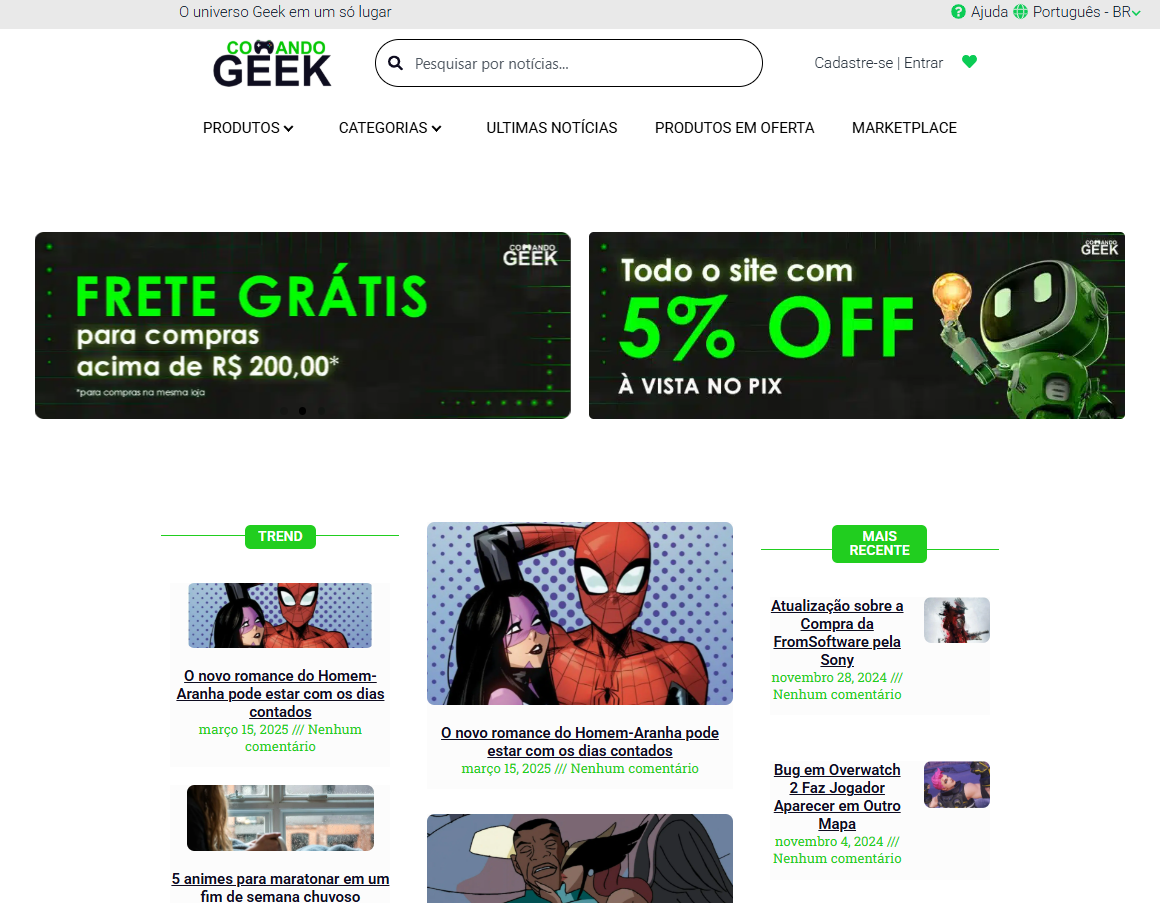 O universo Geek em um só lugar
Ajuda Português - BR
COMANDO
GEEK
Pesquisar por notícias...
Cadastre-se | Entrar
PRODUTOS CATEGORIAS ULTIMAS NOTÍCIAS PRODUTOS EM OFERTA MARKETPLACE
COMANDO
GEEK
FRETE GRÁTIS
para compras
acima de R$ 200,00*
*para compras na mesma loja
COMANDO
GEEK
Todo o site com
5% OFF
À VISTA NO PIX
TREND
O novo romance do Homem-
Aranha pode estar com os dias
contados
março 15, 2025 /// Nenhum
comentário
5 animes para maratonar em um
fim de semana chuvoso
O novo romance do Homem-Aranha pode
estar com os dias contados
março 15, 2025 /// Nenhum comentário
MAIS
RECENTE
Atualização sobre a
Compra da
FromSoftware pela
Sony
novembro 28, 2024 ///
Nenhum comentário
Bug em Overwatch
2 Faz Jogador
Aparecer em Outro
Mapa
novembro 4, 2024 ///
Nenhum comentário